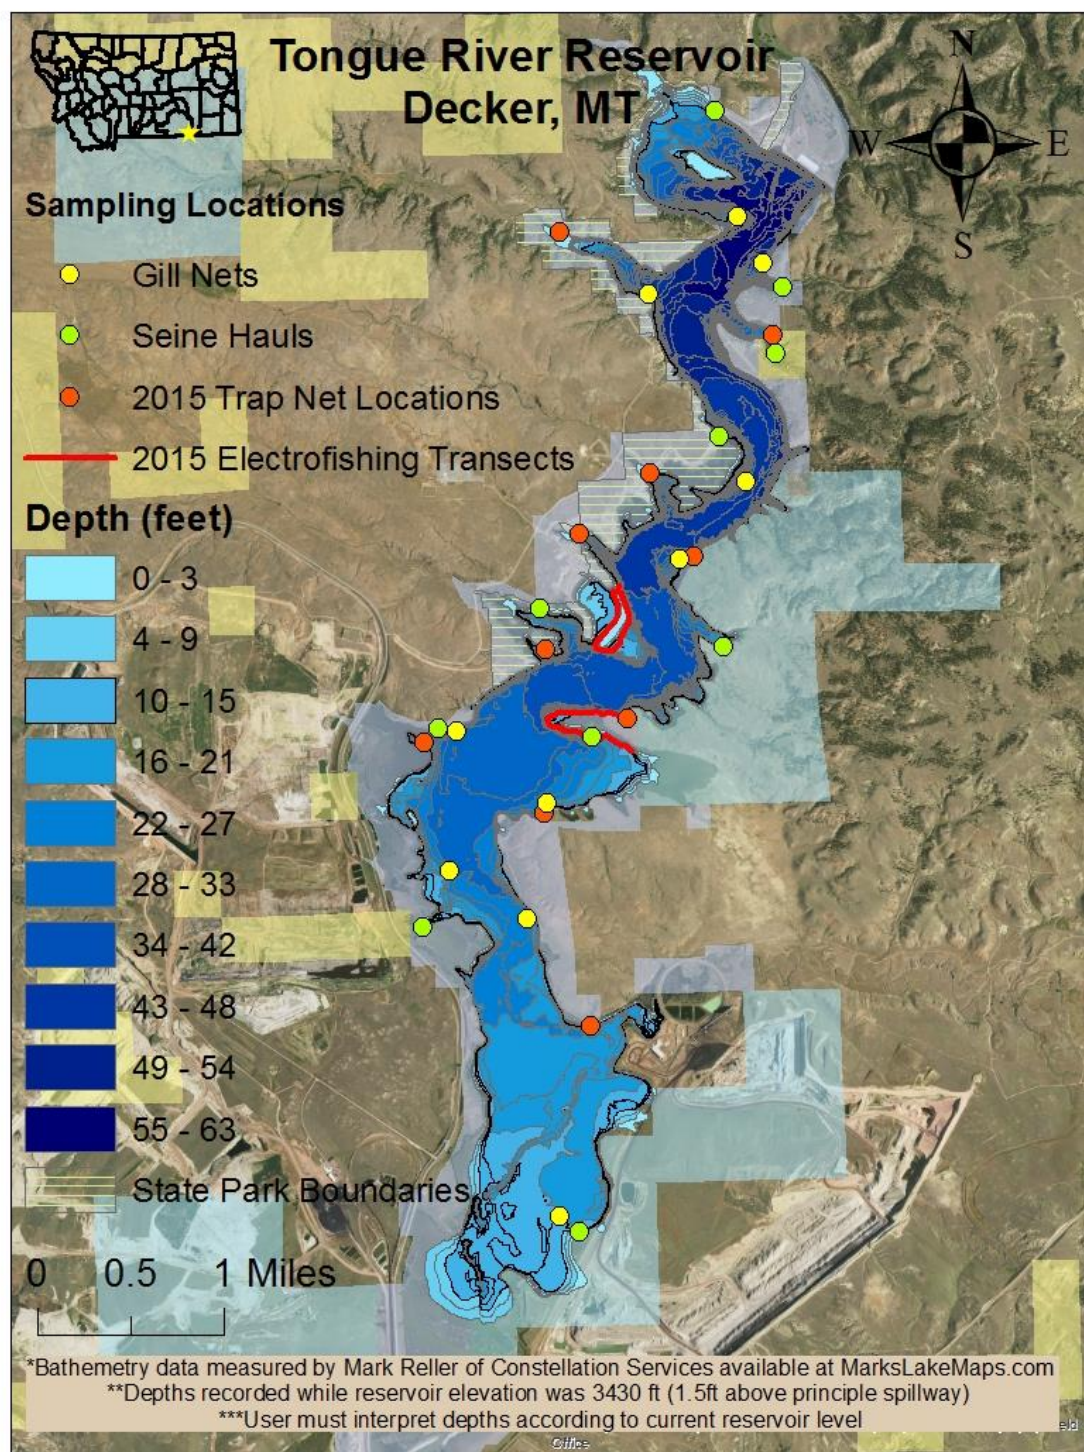 Tongue River Reservoir
Decker, MT
N
W
E
S
Sampling Locations
Gill Nets
Seine Hauls
2015 Trap Net Locations
2015 Electrofishing Transects
Depth (feet)
0 - 3
4 - 9
10 - 15
16 - 21
22 - 27
28 - 33
34 - 42
43 - 48
49 - 54
55 - 63
State Park Boundaries
0 0.5 1 Miles
*Bathemetry data measured by Mark Reller of Constellation Services available at MarksLakeMaps.com
**Depths recorded while reservoir elevation was 3430 ft (1.5ft above principle spillway)
***User must interpret depths according to current reservoir level
Office